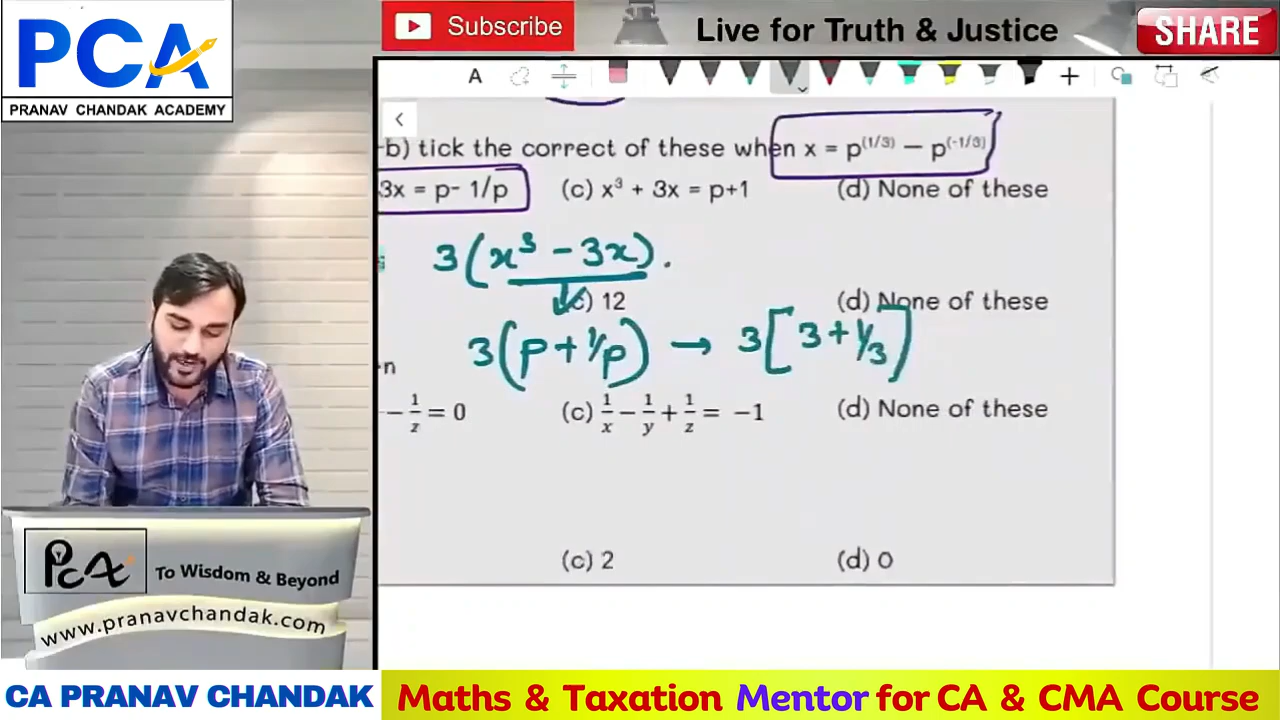 PCA
PRANAV CHANDAK ACADEMY
Subscribe
Live for Truth & Justice
SHARE
A
-b) tick the correct of these when x = p^(1/3) − p^(-1/3)
3x = p- 1/p (c) x³ + 3x = p+1 (d) None of these
3(x³ − 3x).
(c) 12 (d) None of these
3(p + 1/p) → 3[3 + 1/3]
n
− 1/z = 0 (c) 1/x − 1/y + 1/z = −1 (d) None of these
(c) 2 (d) 0
PCA To Wisdom & Beyond
www.pranavchandak.com
CA PRANAV CHANDAK Maths & Taxation Mentor for CA & CMA Course